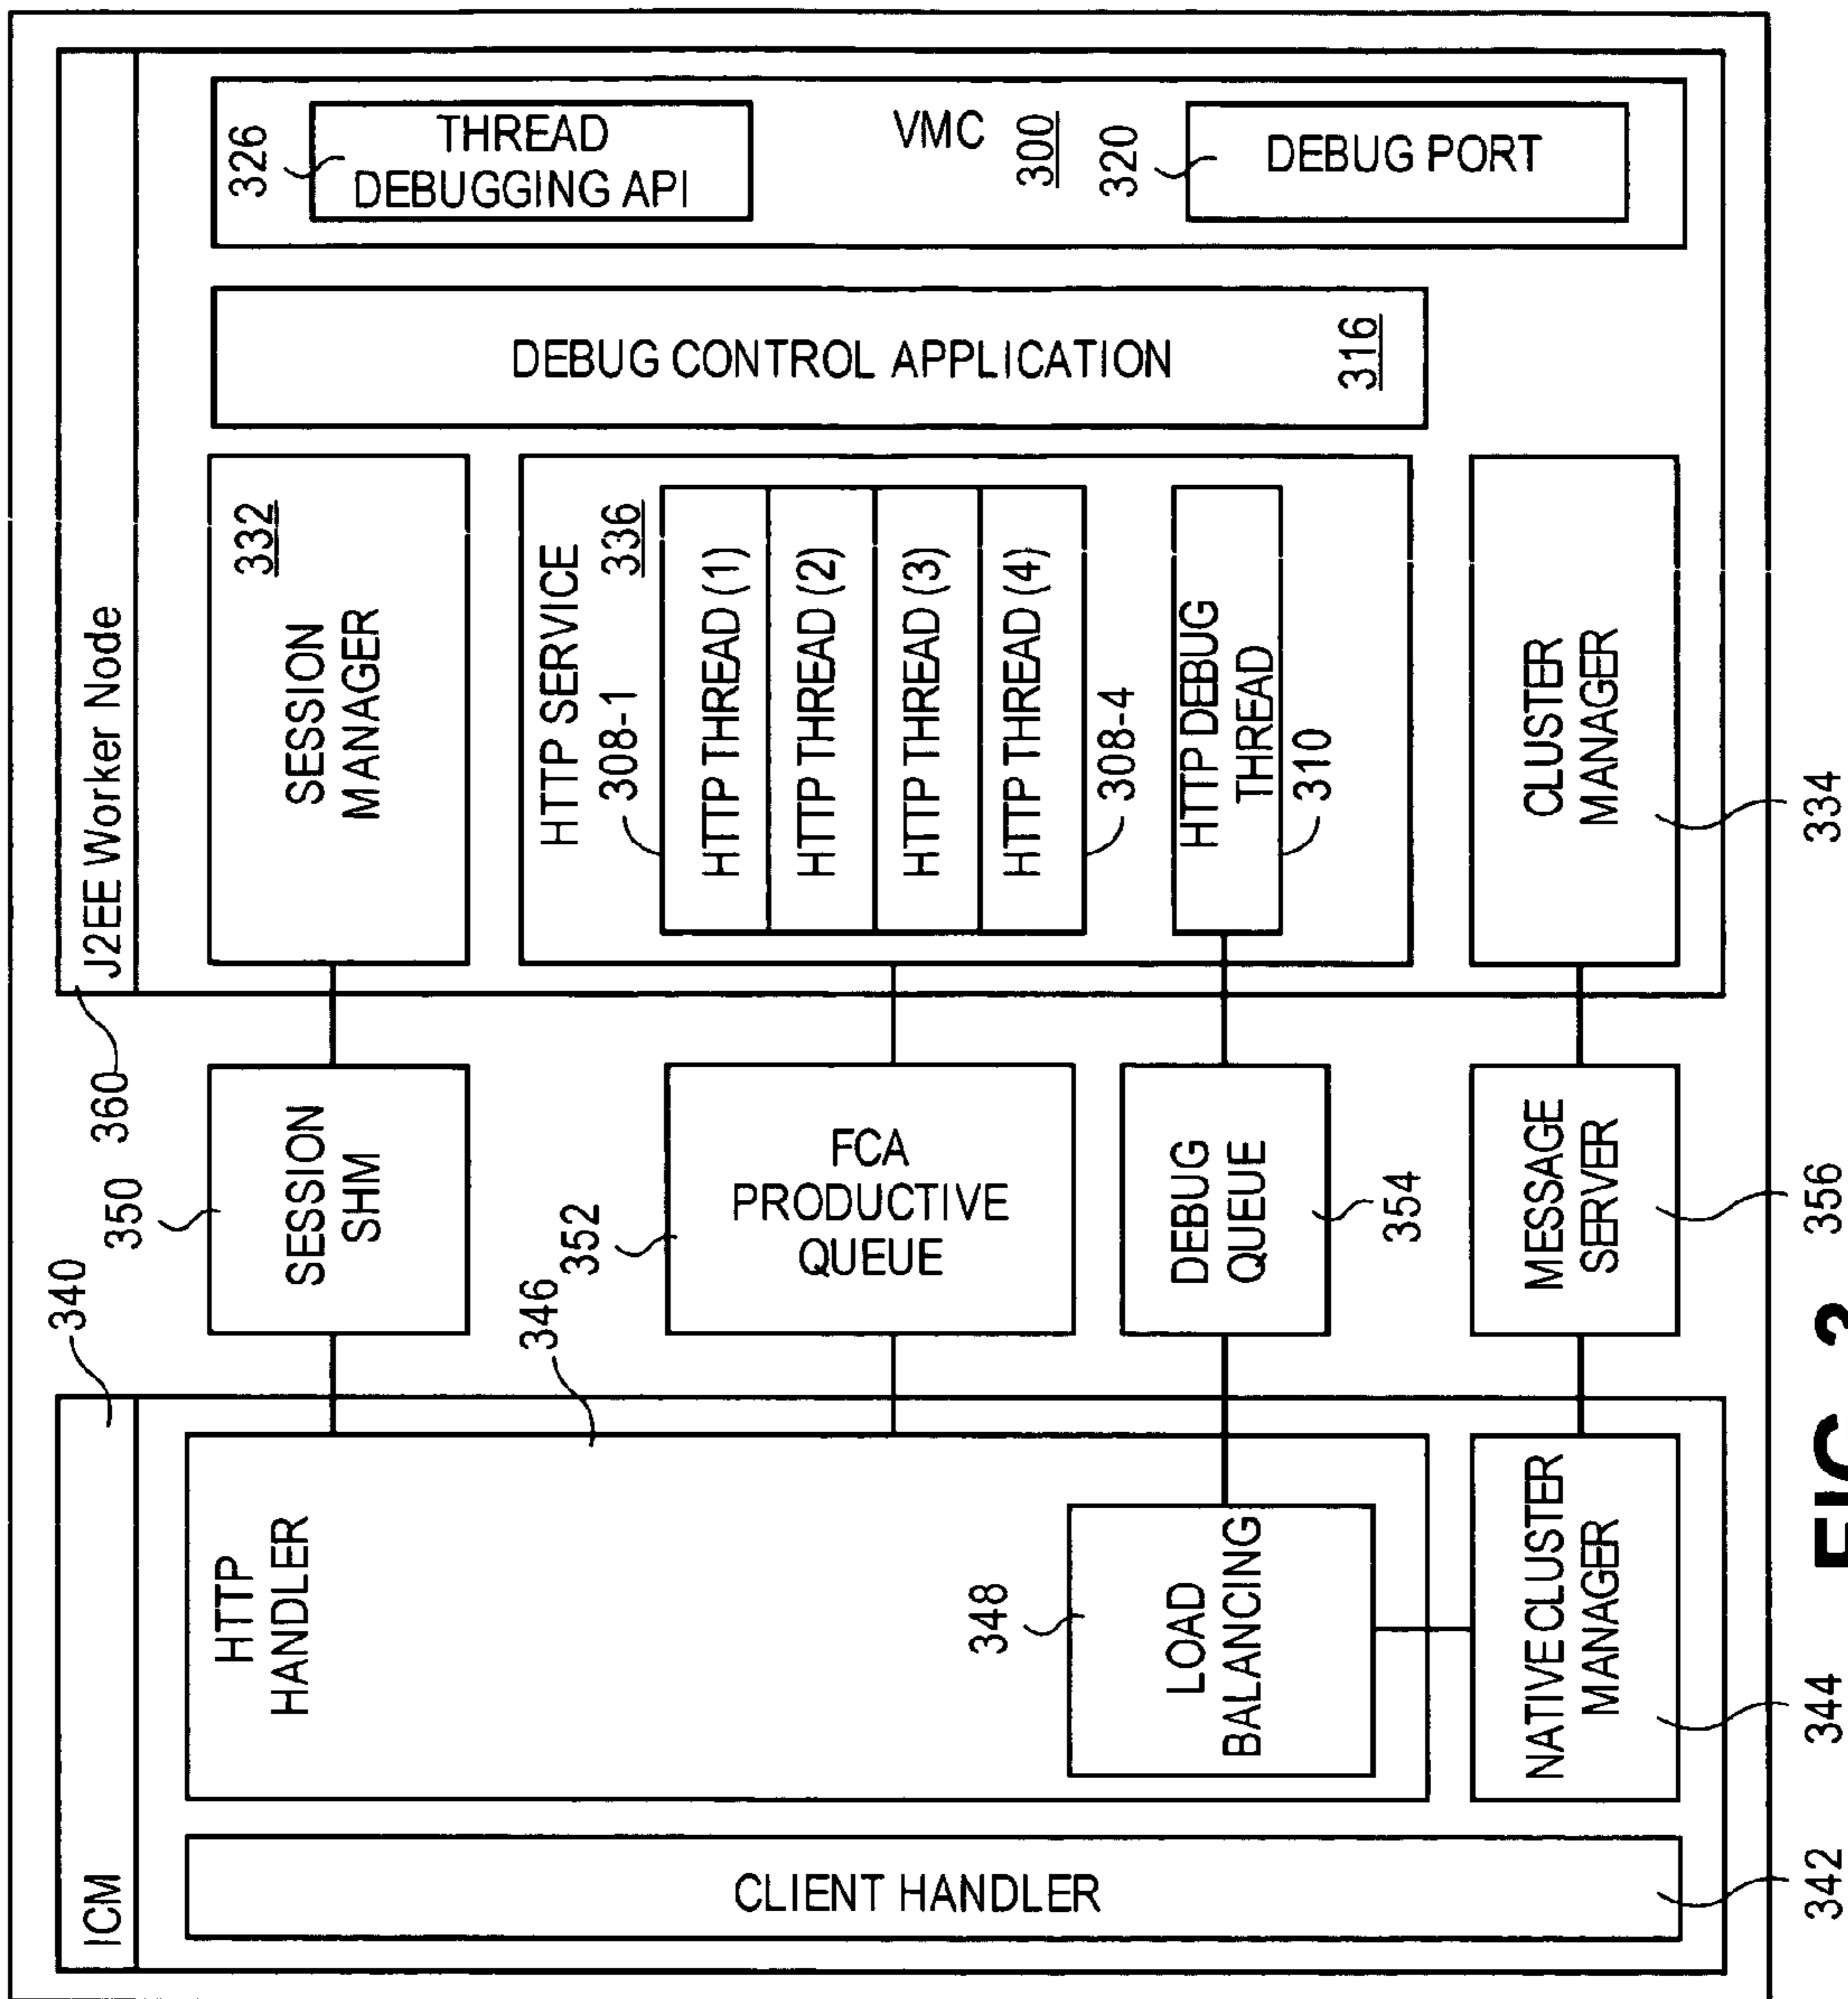 ICM
340
HTTP
HANDLER
346
348
LOAD
BALANCING
CLIENT HANDLER
342
NATIVE CLUSTER
MANAGER
344
350
SESSION
SHM
352
FCA
PRODUCTIVE
QUEUE
DEBUG
QUEUE
354
MESSAGE
SERVER
356
360
J2EE Worker Node
SESSION
MANAGER
332
HTTP SERVICE
336
308-1
HTTP THREAD (1)
HTTP THREAD (2)
HTTP THREAD (3)
HTTP THREAD (4)
308-4
HTTP DEBUG
THREAD
310
CLUSTER
MANAGER
334
DEBUG CONTROL APPLICATION
316
326
THREAD
DEBUGGING API
VMC
300
320
DEBUG PORT